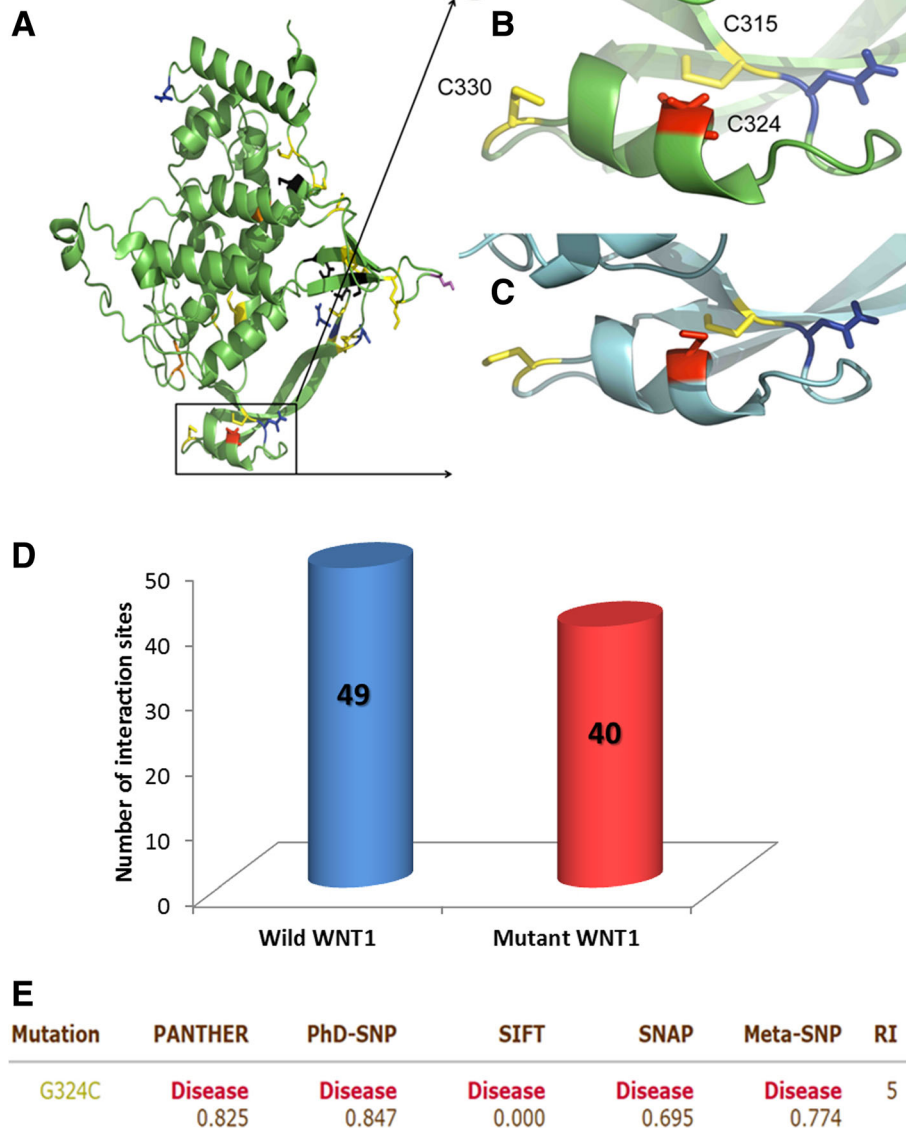 A
B
C315
C330
C324
C
D
Number of interaction sites
50
40
30
20
10
0
49
40
Wild WNT1
Mutant WNT1
E
Mutation PANTHER PhD-SNP SIFT SNAP Meta-SNP RI
G324C Disease Disease Disease Disease Disease 5
0.825 0.847 0.000 0.695 0.774